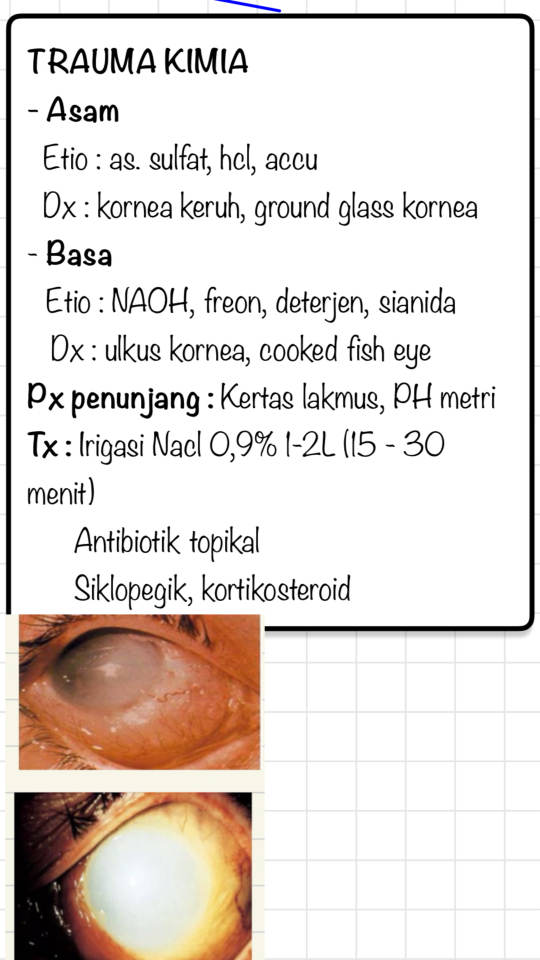 TRAUMA KIMIA
- Asam
Etio : as. sulfat, hcl, accu
Dx : kornea keruh, ground glass kornea
- Basa
Etio : NAOH, freon, deterjen, sianida
Dx : ulkus kornea, cooked fish eye
Px penunjang : Kertas lakmus, PH metri
Tx : Irigasi Nacl 0,9% 1-2L (15 - 30
menit)
Antibiotik topikal
Siklopegik, kortikosteroid